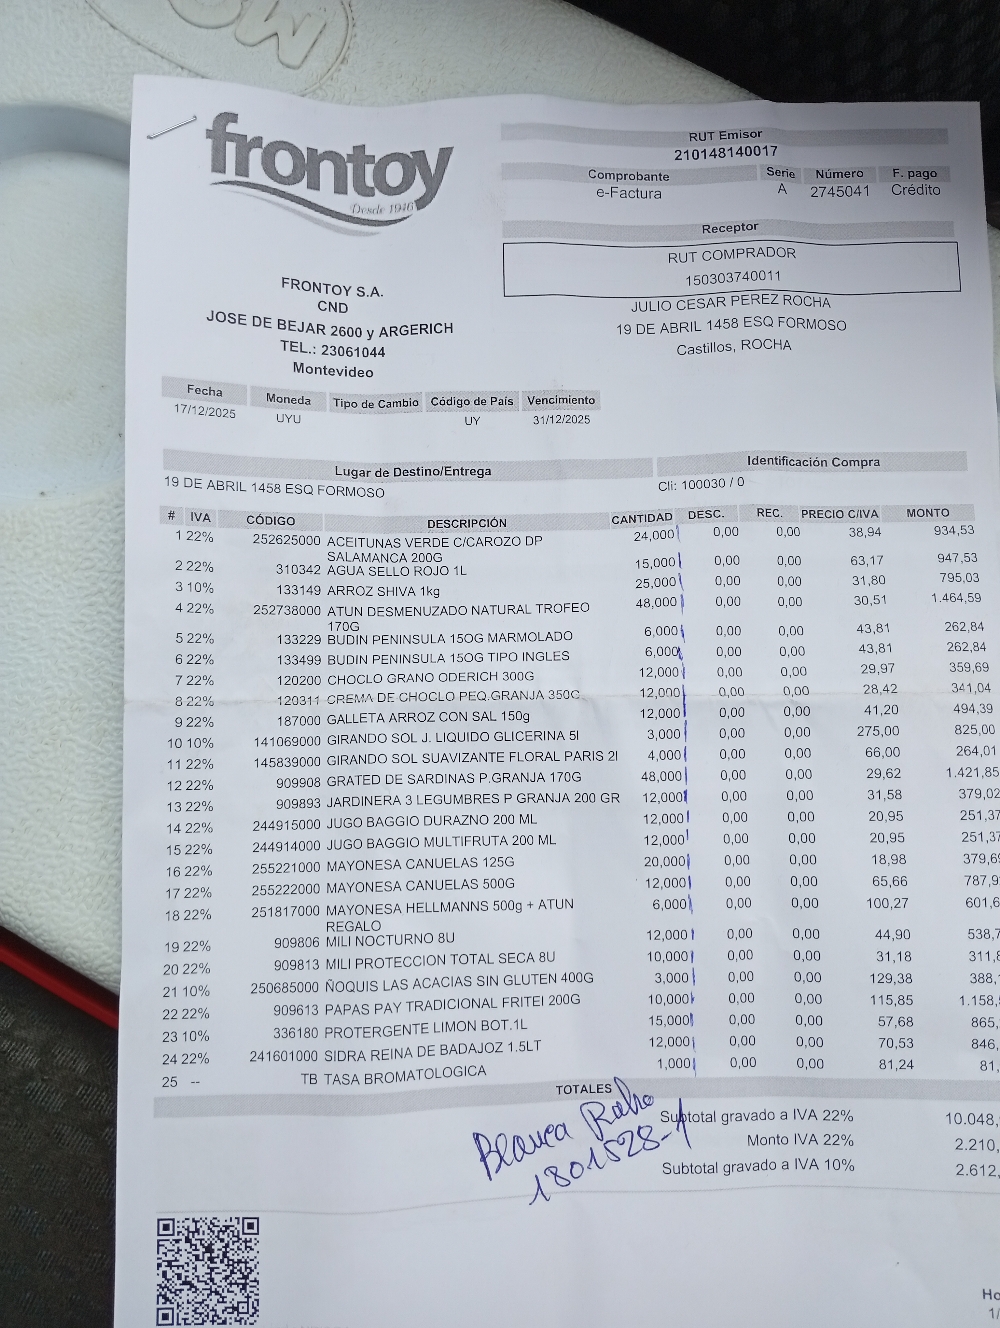 frontoy
Desde 1946
RUT Emisor
210148140017
Comprobante Serie Número F. pago
e-Factura A 2745041 Crédito
Receptor
RUT COMPRADOR
150303740011
JULIO CESAR PEREZ ROCHA
19 DE ABRIL 1458 ESQ FORMOSO
Castillos, ROCHA
FRONTOY S.A.
CND
JOSE DE BEJAR 2600 y ARGERICH
TEL.: 23061044
Montevideo
Fecha Moneda Tipo de Cambio Código de País Vencimiento
17/12/2025 UYU UY 31/12/2025
Lugar de Destino/Entrega Identificación Compra
19 DE ABRIL 1458 ESQ FORMOSO Cli: 100030 / 0
# IVA CÓDIGO DESCRIPCIÓN CANTIDAD DESC. REC. PRECIO C/IVA MONTO
1 22% 252625000 ACEITUNAS VERDE C/CAROZO DP 24,000 0,00 0,00 38,94 934,53
SALAMANCA 200G
2 22% 310342 AGUA SELLO ROJO 1L 15,000 0,00 0,00 63,17 947,53
3 10% 133149 ARROZ SHIVA 1kg 25,000 0,00 0,00 31,80 795,03
4 22% 252738000 ATUN DESMENUZADO NATURAL TROFEO 48,000 0,00 0,00 30,51 1.464,59
170G
5 22% 133229 BUDIN PENINSULA 15OG MARMOLADO 6,000 0,00 0,00 43,81 262,84
6 22% 133499 BUDIN PENINSULA 15OG TIPO INGLES 6,000 0,00 0,00 43,81 262,84
7 22% 120200 CHOCLO GRANO ODERICH 300G 12,000 0,00 0,00 29,97 359,69
8 22% 120311 CREMA DE CHOCLO PEQ.GRANJA 350G 12,000 0,00 0,00 28,42 341,04
9 22% 187000 GALLETA ARROZ CON SAL 150g 12,000 0,00 0,00 41,20 494,39
10 10% 141069000 GIRANDO SOL J. LIQUIDO GLICERINA 5l 3,000 0,00 0,00 275,00 825,00
11 22% 145839000 GIRANDO SOL SUAVIZANTE FLORAL PARIS 2l 4,000 0,00 0,00 66,00 264,01
12 22% 909908 GRATED DE SARDINAS P.GRANJA 170G 48,000 0,00 0,00 29,62 1.421,85
13 22% 909893 JARDINERA 3 LEGUMBRES P GRANJA 200 GR 12,000 0,00 0,00 31,58 379,02
14 22% 244915000 JUGO BAGGIO DURAZNO 200 ML 12,000 0,00 0,00 20,95 251,37
15 22% 244914000 JUGO BAGGIO MULTIFRUTA 200 ML 12,000 0,00 0,00 20,95 251,37
16 22% 255221000 MAYONESA CANUELAS 125G 20,000 0,00 0,00 18,98 379,69
17 22% 255222000 MAYONESA CANUELAS 500G 12,000 0,00 0,00 65,66 787,9
18 22% 251817000 MAYONESA HELLMANNS 500g + ATUN 6,000 0,00 0,00 100,27 601,6
REGALO
19 22% 909806 MILI NOCTURNO 8U 12,000 0,00 0,00 44,90 538,7
20 22% 909813 MILI PROTECCION TOTAL SECA 8U 10,000 0,00 0,00 31,18 311,8
21 10% 250685000 ÑOQUIS LAS ACACIAS SIN GLUTEN 400G 3,000 0,00 0,00 129,38 388,
22 22% 909613 PAPAS PAY TRADICIONAL FRITEI 200G 10,000 0,00 0,00 115,85 1.158,
23 10% 336180 PROTERGENTE LIMON BOT.1L 15,000 0,00 0,00 57,68 865,
24 22% 241601000 SIDRA REINA DE BADAJOZ 1.5LT 12,000 0,00 0,00 70,53 846,
25 -- TB TASA BROMATOLOGICA 1,000 0,00 0,00 81,24 81,
TOTALES
Subtotal gravado a IVA 22% 10.048,
Monto IVA 22% 2.210,
Subtotal gravado a IVA 10% 2.612,
Blanca
1801528-1
Ho
1/